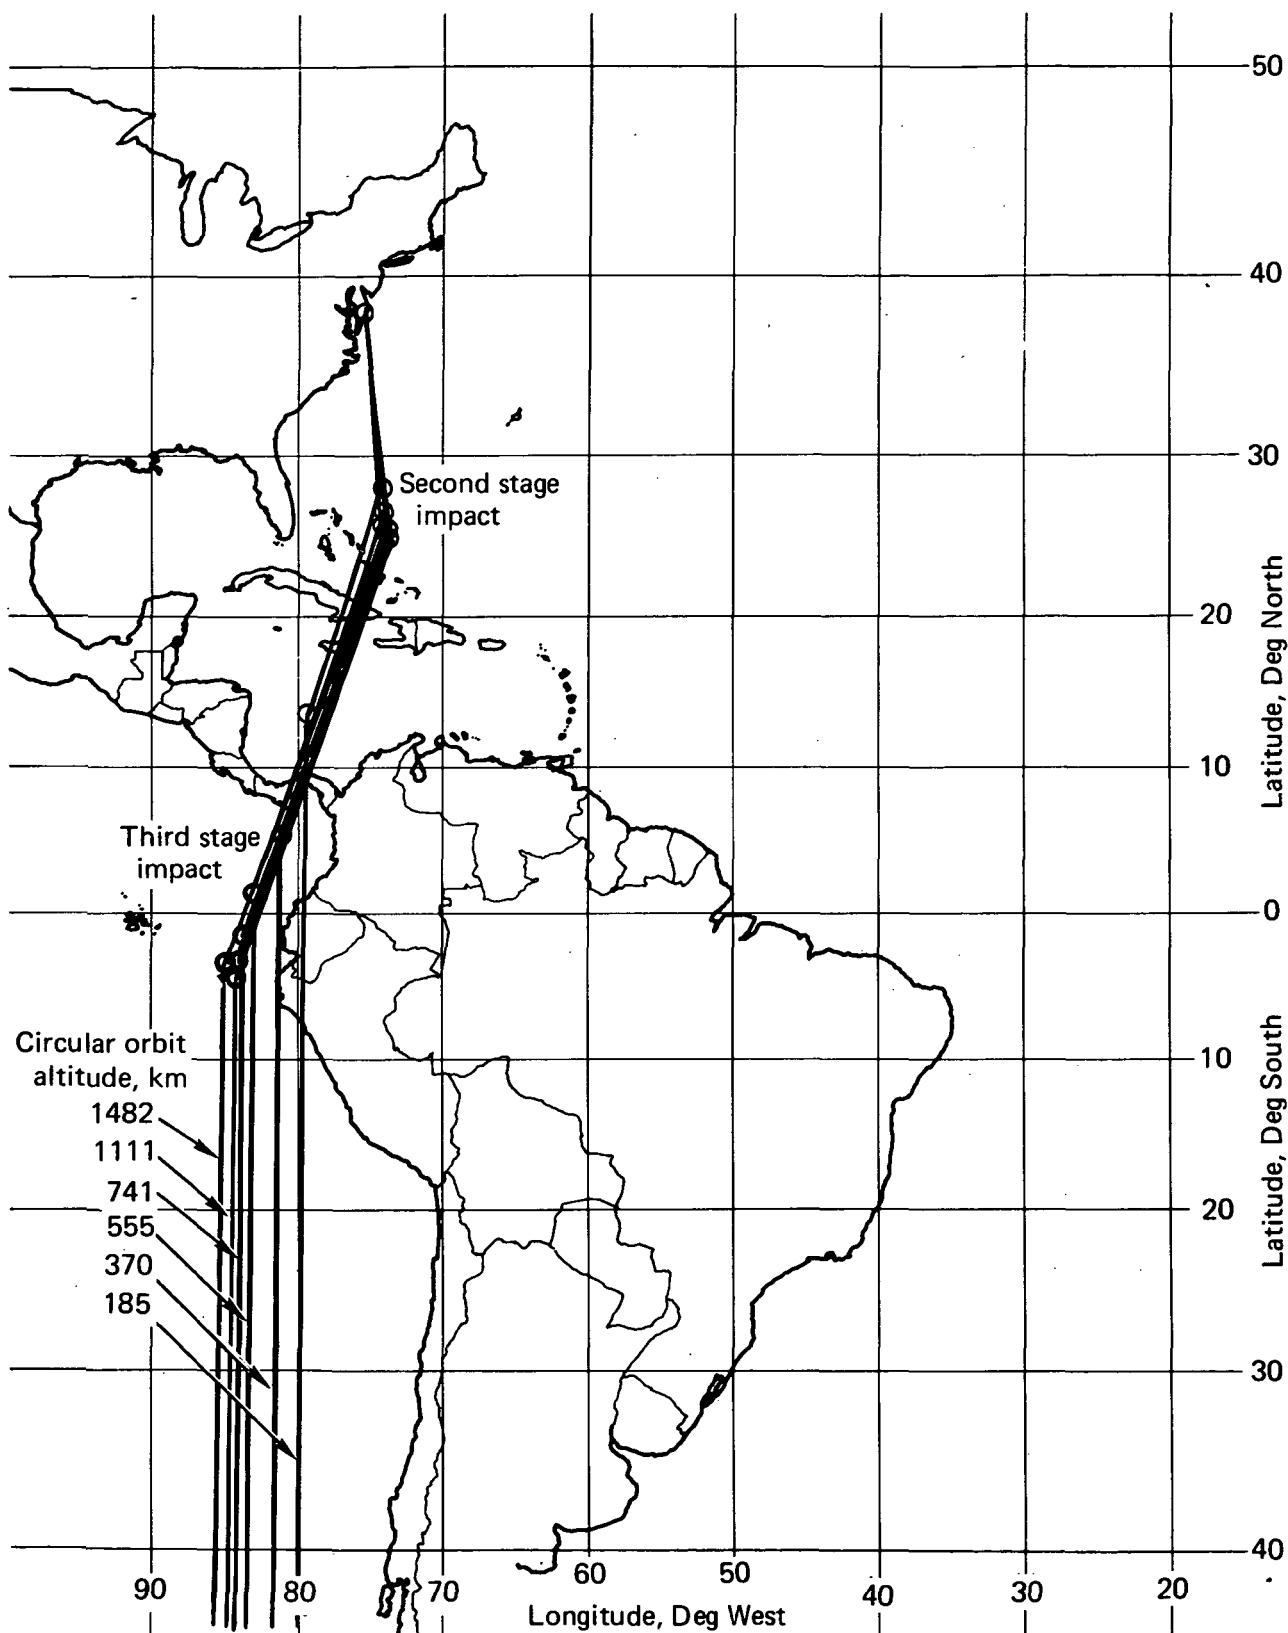 50
40
30
Second stage
impact
20
Latitude, Deg North
10
Third stage
impact
0
Circular orbit
altitude, km
10
1482
1111
741
20
555
370
185
Latitude, Deg South
30
40
90
80
70
60
50
40
30
20
Longitude, Deg West